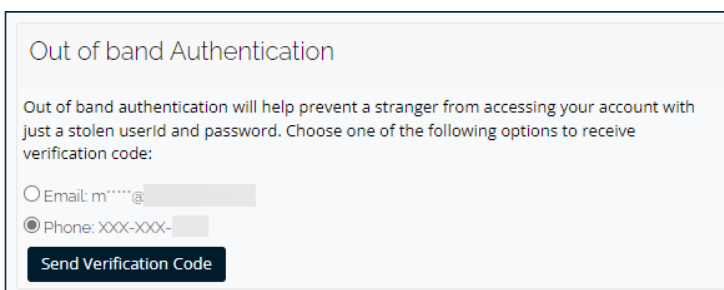 Out of band Authentication
Out of band authentication will help prevent a stranger from accessing your account with
just a stolen userId and password. Choose one of the following options to receive
verification code:
Email: m*****@
Phone: XXX-XXX-
Send Verification Code